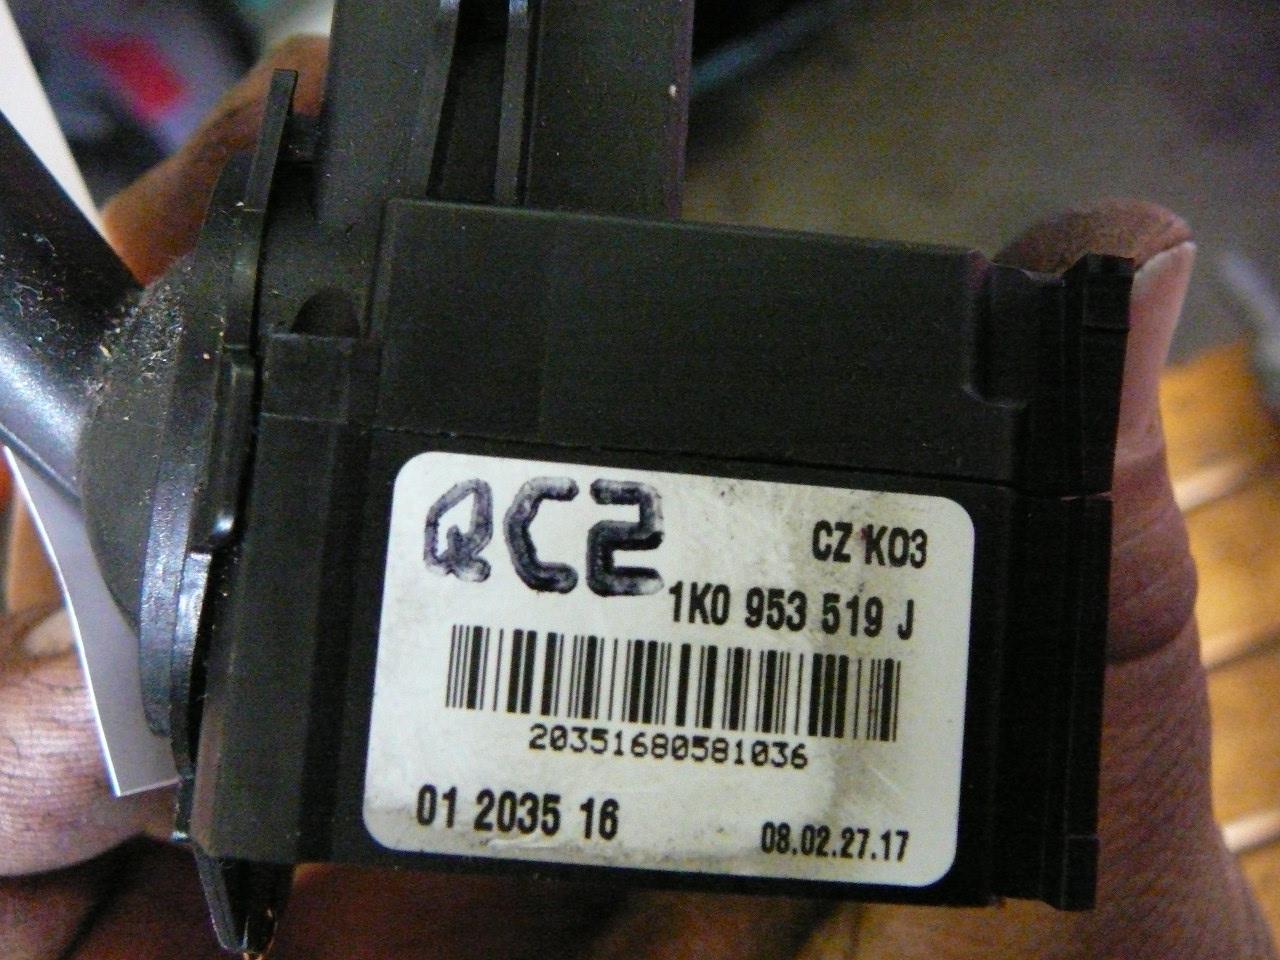 QC2
CZ K03
1K0 953 519 J
20351680581036
01 2035 16
08.02.27.17